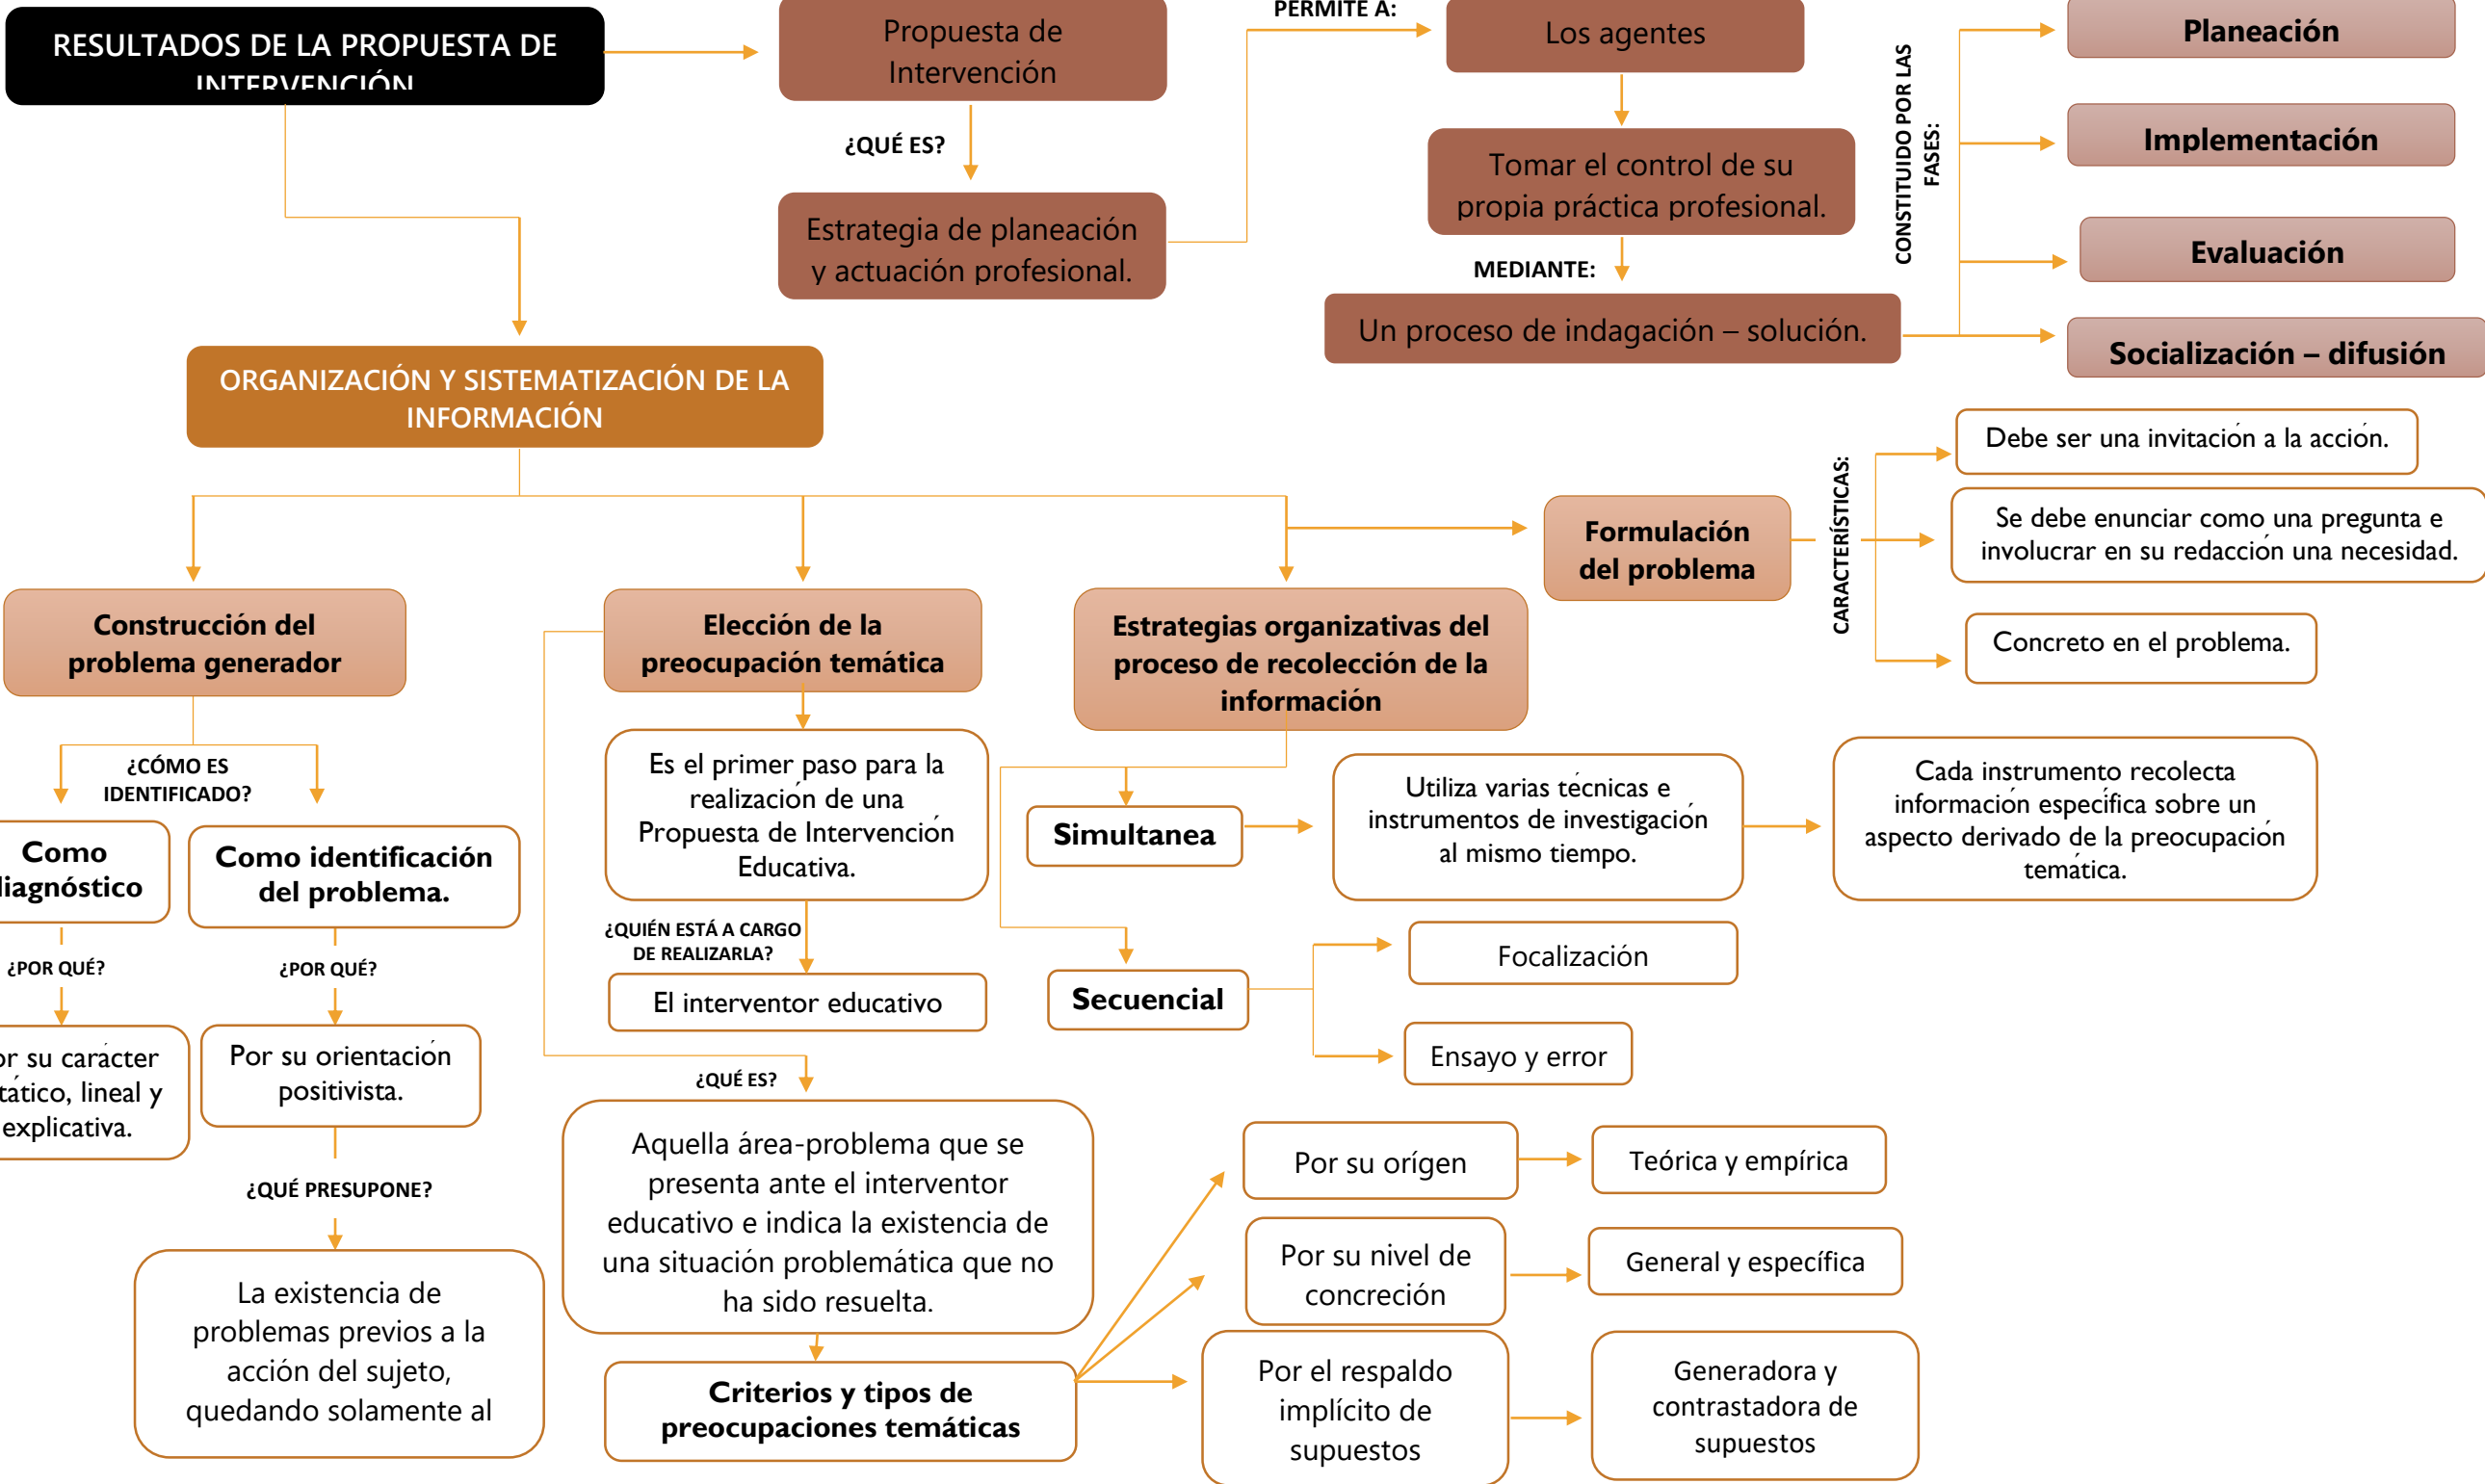 RESULTADOS DE LA PROPUESTA DE
INTERVENCIÓN
Propuesta de
Intervención
¿QUÉ ES?
Estrategia de planeación
y actuación profesional.
PERMITE A:
Los agentes
Tomar el control de su
propia práctica profesional.
MEDIANTE:
Un proceso de indagación – solución.
CONSTITUIDO POR LAS
FASES:
Planeación
Implementación
Evaluación
Socialización – difusión
ORGANIZACIÓN Y SISTEMATIZACIÓN DE LA
INFORMACIÓN
Construcción del
problema generador
¿CÓMO ES
IDENTIFICADO?
Como
diagnóstico
¿POR QUÉ?
su carácter
lineal y
explicativa.
Como identificación
del problema.
¿POR QUÉ?
Por su orientación
positivista.
¿QUÉ PRESUPONE?
La existencia de
problemas previos a la
acción del sujeto,
quedando solamente al
Elección de la
preocupación temática
Es el primer paso para la
realización de una
Propuesta de Intervención
Educativa.
¿QUIÉN ESTÁ A CARGO
DE REALIZARLA?
El interventor educativo
¿QUÉ ES?
Aquella área-problema que se
presenta ante el interventor
educativo e indica la existencia de
una situación problemática que no
ha sido resuelta.
Criterios y tipos de
preocupaciones temáticas
Por su orígen
Teórica y empírica
Por su nivel de
concreción
General y específica
Por el respaldo
implícito de
supuestos
Generadora y
contrastadora de
supuestos
Estrategias organizativas del
proceso de recolección de la
información
Simultanea
Utiliza varias técnicas e
instrumentos de investigación
al mismo tiempo.
Cada instrumento recolecta
información específica sobre un
aspecto derivado de la preocupación
temática.
Secuencial
Focalización
Ensayo y error
Formulación
del problema
CARACTERÍSTICAS:
Debe ser una invitación a la acción.
Se debe enunciar como una pregunta e
involucrar en su redacción una necesidad.
Concreto en el problema.